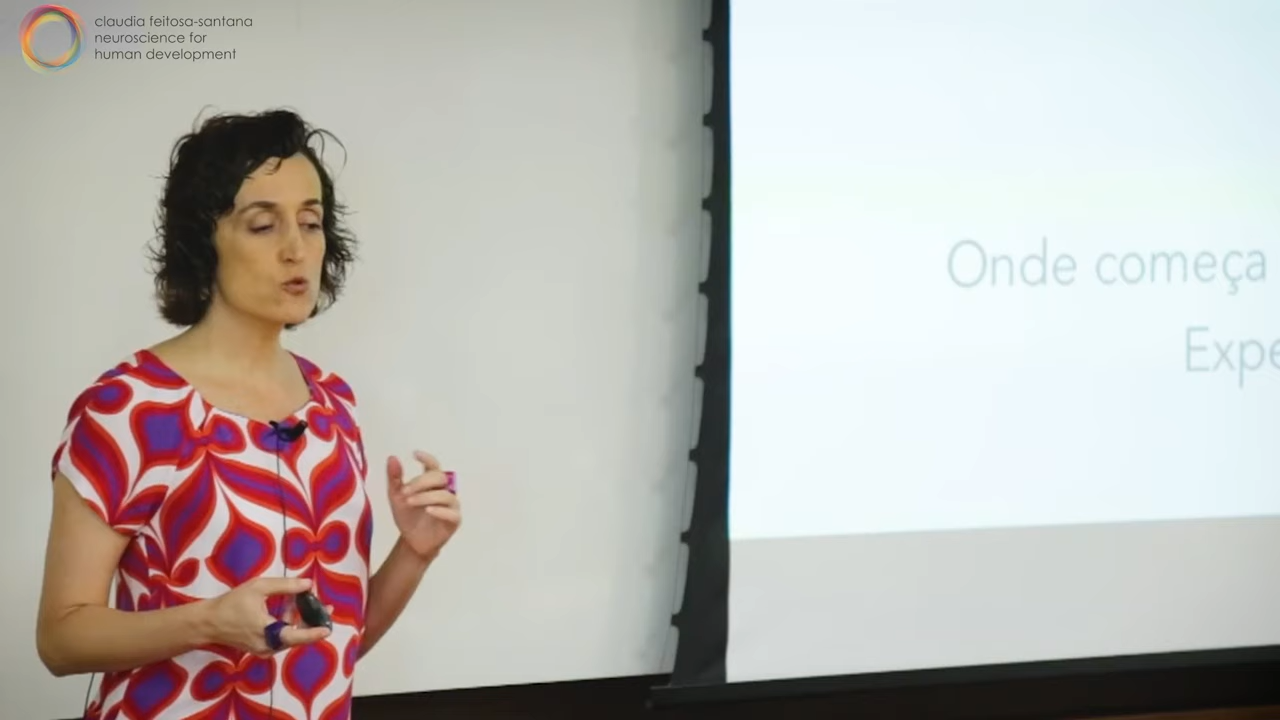 claudia feitosa-santana
neuroscience for
human development
Onde começa
Expe